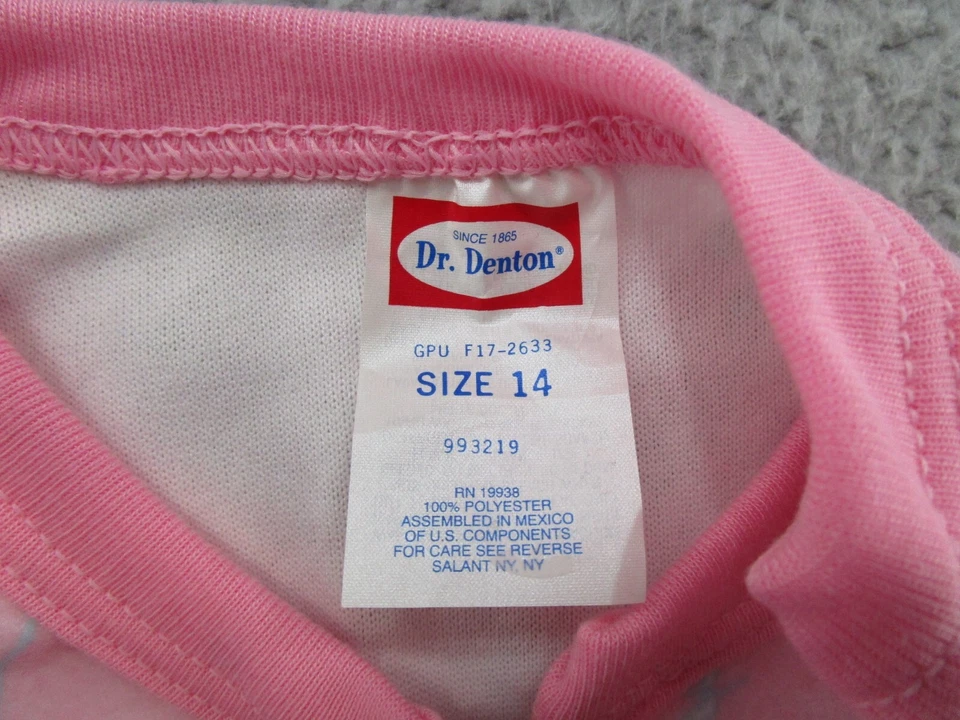 SINCE 1865
Dr. Denton®
GPU F17-2633
SIZE 14
993219
RN 19938
100% POLYESTER
ASSEMBLED IN MEXICO
OF U.S. COMPONENTS
FOR CARE SEE REVERSE
SALANT NY, NY